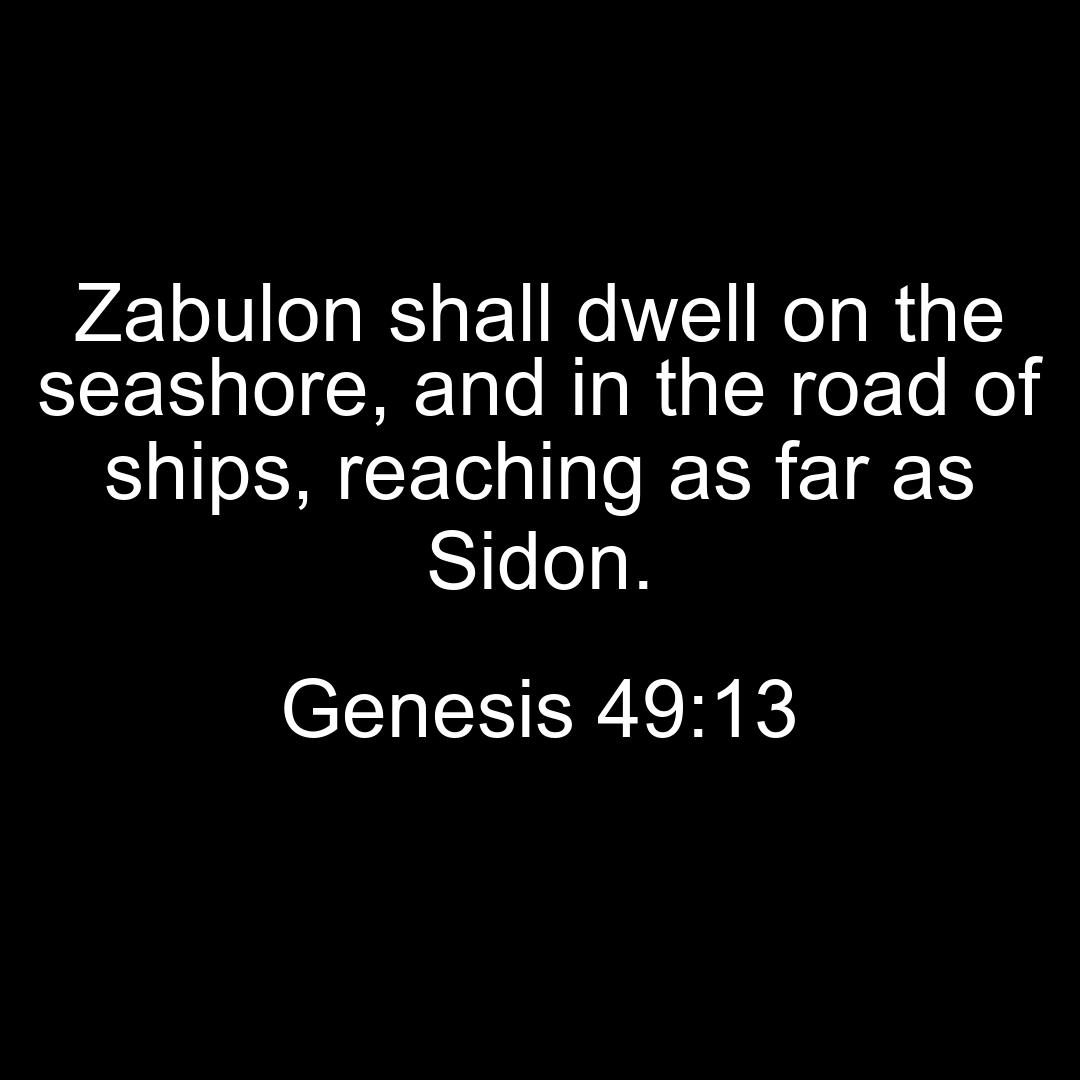 Zabulon shall dwell on the
seashore, and in the road of
ships, reaching as far as
Sidon.
Genesis 49:13